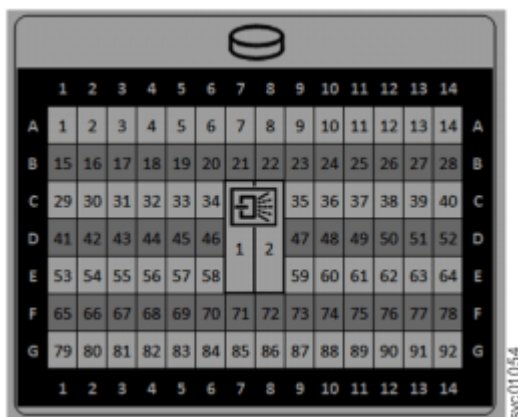 1 2 3 4 5 6 7 8 9 10 11 12 13 14
A 1 2 3 4 5 6 7 8 9 10 11 12 13 14 A
B 15 16 17 18 19 20 21 22 23 24 25 26 27 28 B
C 29 30 31 32 33 34 35 36 37 38 39 40 C
D 41 42 43 44 45 46 1 2 47 48 49 50 51 52 D
E 53 54 55 56 57 58 59 60 61 62 63 64 E
F 65 66 67 68 69 70 71 72 73 74 75 76 77 78 F
G 79 80 81 82 83 84 85 86 87 88 89 90 91 92 G
1 2 3 4 5 6 7 8 9 10 11 12 13 14